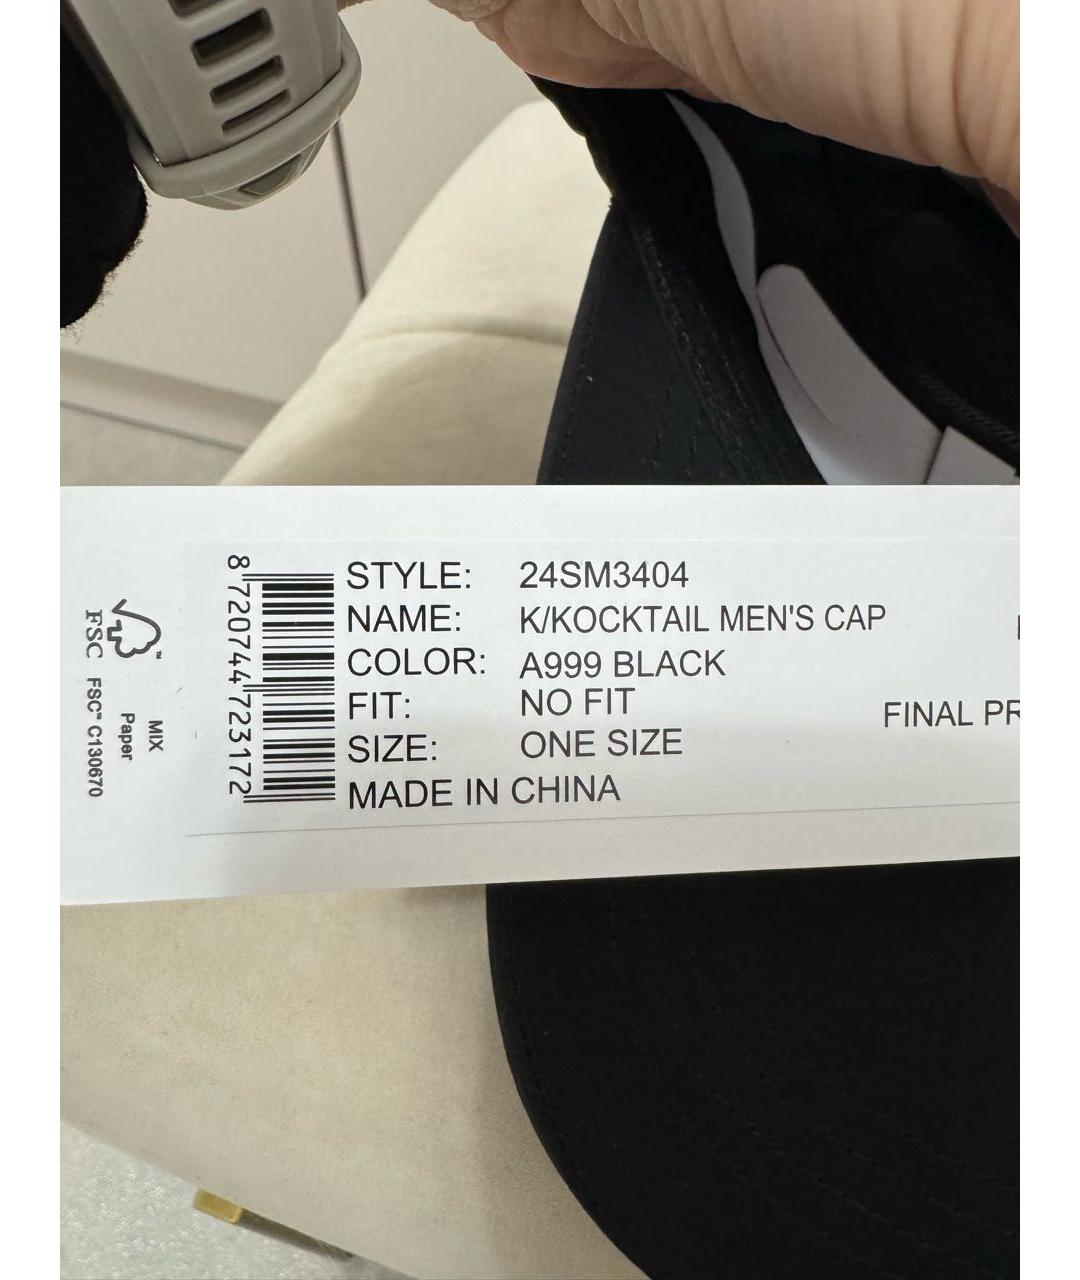 STYLE: 24SM3404
NAME: K/KOCKTAIL MEN'S CAP
COLOR: A999 BLACK
FIT: NO FIT
SIZE: ONE SIZE
MADE IN CHINA
FINAL PR
8 720744 723172
FSC
MIX
Paper
FSC™ C130670